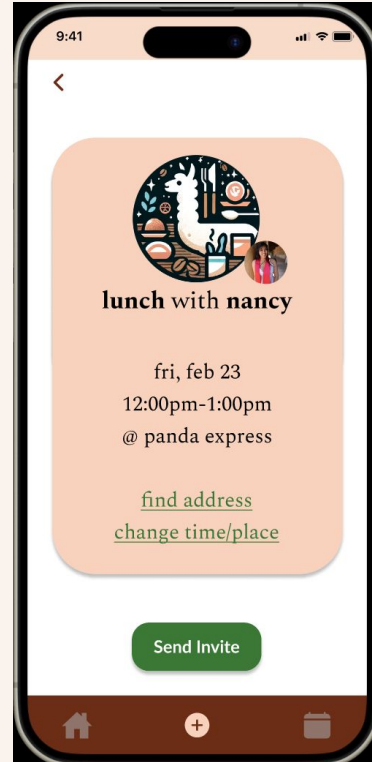 9:41
lunch with nancy
fri, feb 23
12:00pm-1:00pm
@ panda express
find address
change time/place
Send Invite